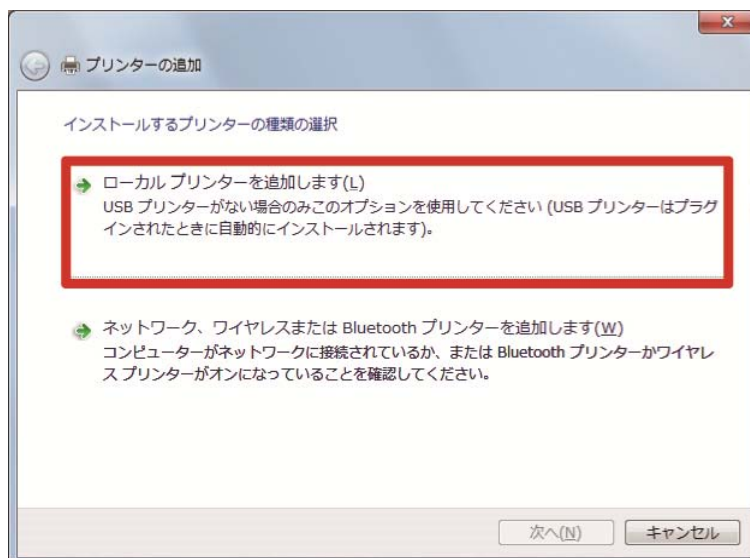 プリンターの追加
インストールするプリンターの種類の選択
ローカル プリンターを追加します(L)
USB プリンターがない場合のみこのオプションを使用してください (USB プリンターはプラグ
インされたときに自動的にインストールされます)。
ネットワーク、ワイヤレスまたは Bluetooth プリンターを追加します(W)
コンピューターがネットワークに接続されているか、または Bluetooth プリンターかワイヤレ
ス プリンターがオンになっていることを確認してください。
次へ(N)
キャンセル